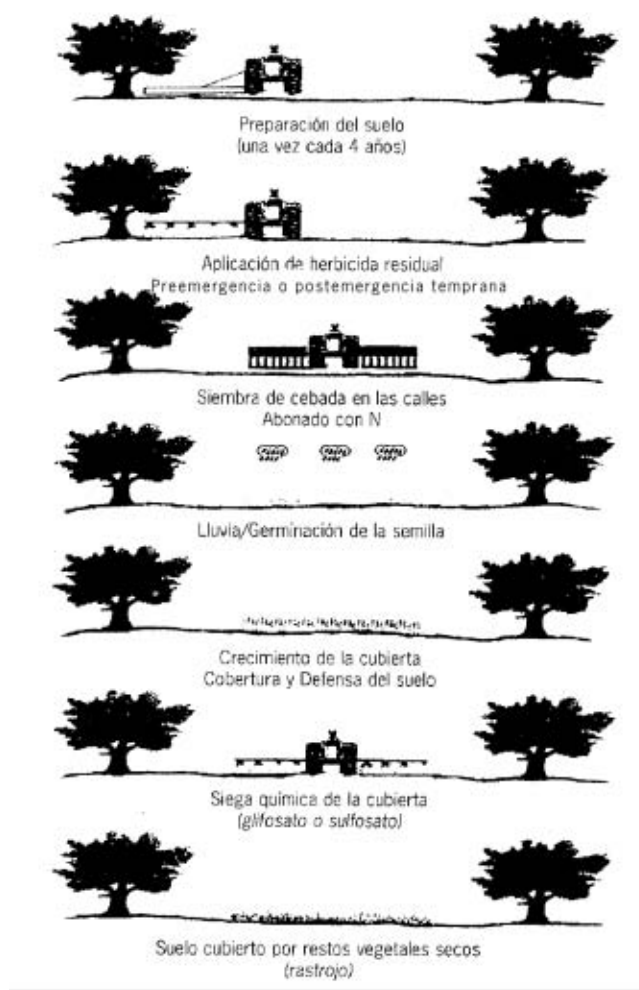 Preparación del suelo
(una vez cada 4 años)
Aplicación de herbicida residual
Preemergencia o postemergencia temprana
Siembra de cebada en las calles
Abonado con N
Lluvia/Germinación de la semilla
Crecimiento de la cubierta
Cobertura y Defensa del suelo
Siega química de la cubierta
(glifosato o sulfosato)
Suelo cubierto por restos vegetales secos
(rastrojo)